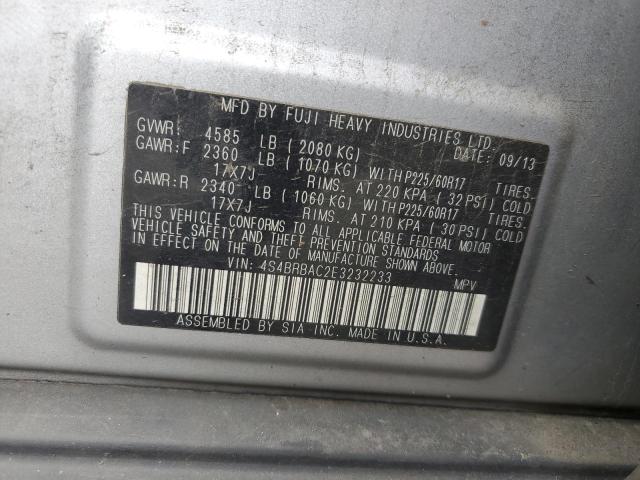 MFD BY FUJI HEAVY INDUSTRIES LTD.
GVWR: 4585 LB (2080 KG) DATE: 09/13
GAWR:F 2360 LB (1070 KG) WITH P225/60R17 TIRES.
17X7J RIMS. AT 220 KPA (32 PSI) COLD
GAWR:R 2340 LB (1060 KG) WITH P225/60R17 TIRES.
17X7J RIMS. AT 210 KPA (30 PSI) COLD
THIS VEHICLE CONFORMS TO ALL APPLICABLE FEDERAL MOTOR
VEHICLE SAFETY, BUMPER, AND THEFT PREVENTION STANDARDS
IN EFFECT ON THE DATE OF MANUFACTURE SHOWN ABOVE.
VIN: 4S4BRBAC2E3232233 MPV
ASSEMBLED BY SIA INC. MADE IN U.S.A.